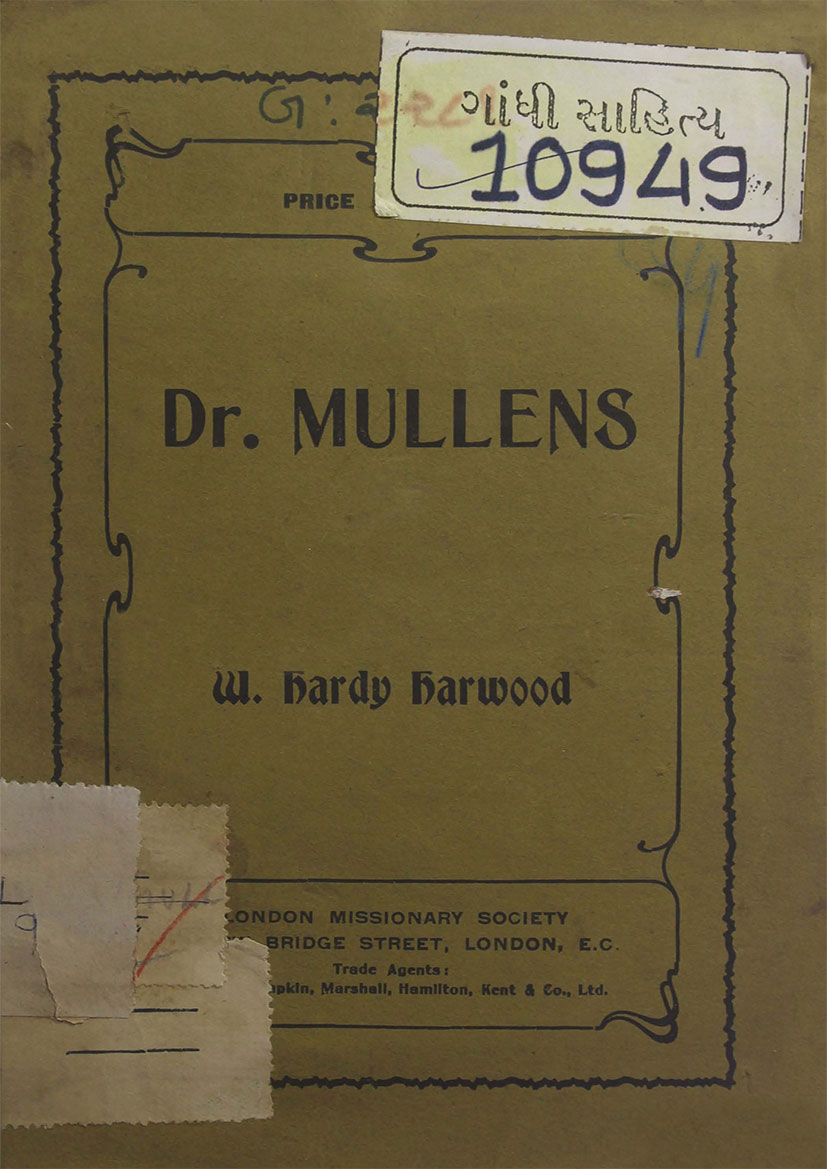 ગાંધી સાહિત્ય
10949
PRICE
Dr. MULLENS
W. Hardy Harwood
LONDON MISSIONARY SOCIETY
BRIDGE STREET, LONDON, E.C.
Trade Agents:
Marshall, Hamilton, Kent & Co., Ltd.